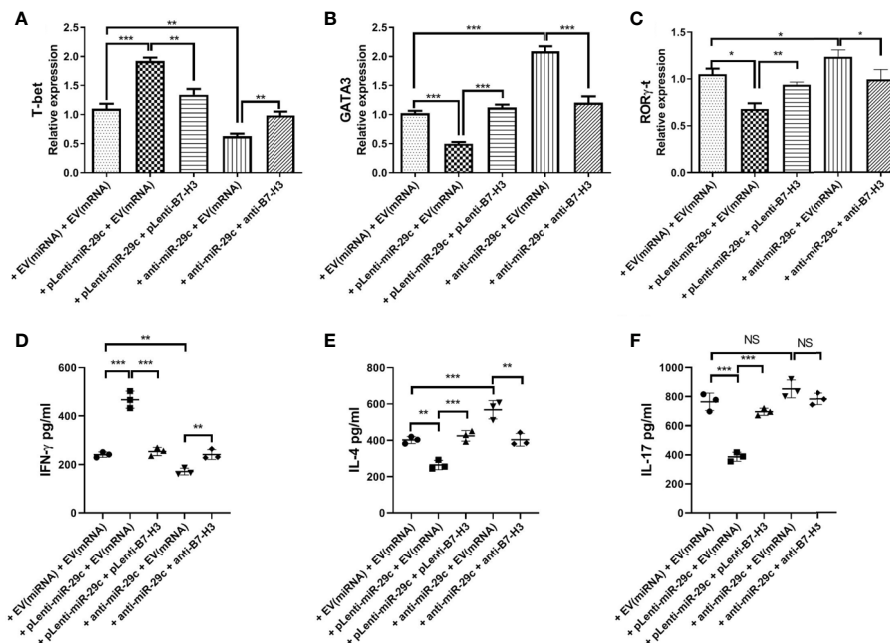 A
T-bet
Relative expression
2.5
2.0
1.5
1.0
0.5
0.0
**
***
**
**
+ EV(miRNA) + EV(mRNA)
+ pLenti-miR-29c + EV(mRNA)
+ pLenti-miR-29c + pLenti-B7-H3
+ anti-miR-29c + EV(mRNA)
+ anti-miR-29c + anti-B7-H3
B
GATA3
Relative expression
2.5
2.0
1.5
1.0
0.5
0.0
***
***
***
***
+ EV(miRNA) + EV(mRNA)
+ pLenti-miR-29c + EV(mRNA)
+ pLenti-miR-29c + pLenti-B7-H3
+ anti-miR-29c + EV(mRNA)
+ anti-miR-29c + anti-B7-H3
C
RORγ-t
Relative expression
1.5
1.0
0.5
0.0
*
*
*
**
+ EV(miRNA) + EV(mRNA)
+ pLenti-miR-29c + EV(mRNA)
+ pLenti-miR-29c + pLenti-B7-H3
+ anti-miR-29c + EV(mRNA)
+ anti-miR-29c + anti-B7-H3
D
IFN-γ pg/ml
600
400
200
0
**
***
***
**
+ EV(miRNA) + EV(mRNA)
+ pLenti-miR-29c + EV(mRNA)
+ pLenti-miR-29c + pLenti-B7-H3
+ anti-miR-29c + EV(mRNA)
+ anti-miR-29c + anti-B7-H3
E
IL-4 pg/ml
800
600
400
200
0
***
**
**
***
+ EV(miRNA) + EV(mRNA)
+ pLenti-miR-29c + EV(mRNA)
+ pLenti-miR-29c + pLenti-B7-H3
+ anti-miR-29c + EV(mRNA)
+ anti-miR-29c + anti-B7-H3
F
IL-17 pg/ml
1000
800
600
400
200
0
NS
NS
***
***
+ EV(miRNA) + EV(mRNA)
+ pLenti-miR-29c + EV(mRNA)
+ pLenti-miR-29c + pLenti-B7-H3
+ anti-miR-29c + EV(mRNA)
+ anti-miR-29c + anti-B7-H5